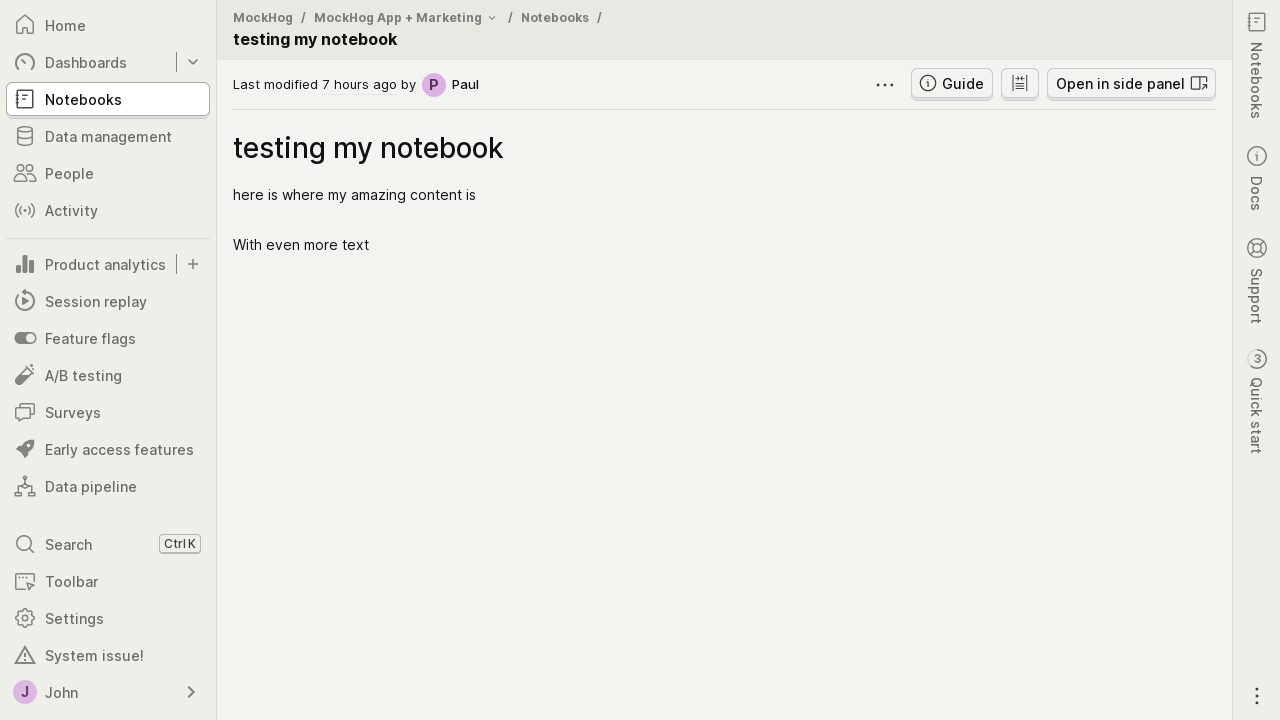 Home
Dashboards
Notebooks
Data management
People
Activity
Product analytics
Session replay
Feature flags
A/B testing
Surveys
Early access features
Data pipeline
Search Ctrl K
Toolbar
Settings
System issue!
J John
MockHog / MockHog App + Marketing / Notebooks /
testing my notebook
Last modified 7 hours ago by P Paul
Guide
Open in side panel
testing my notebook
here is where my amazing content is
With even more text
Notebooks
Docs
Support
3 Quick start